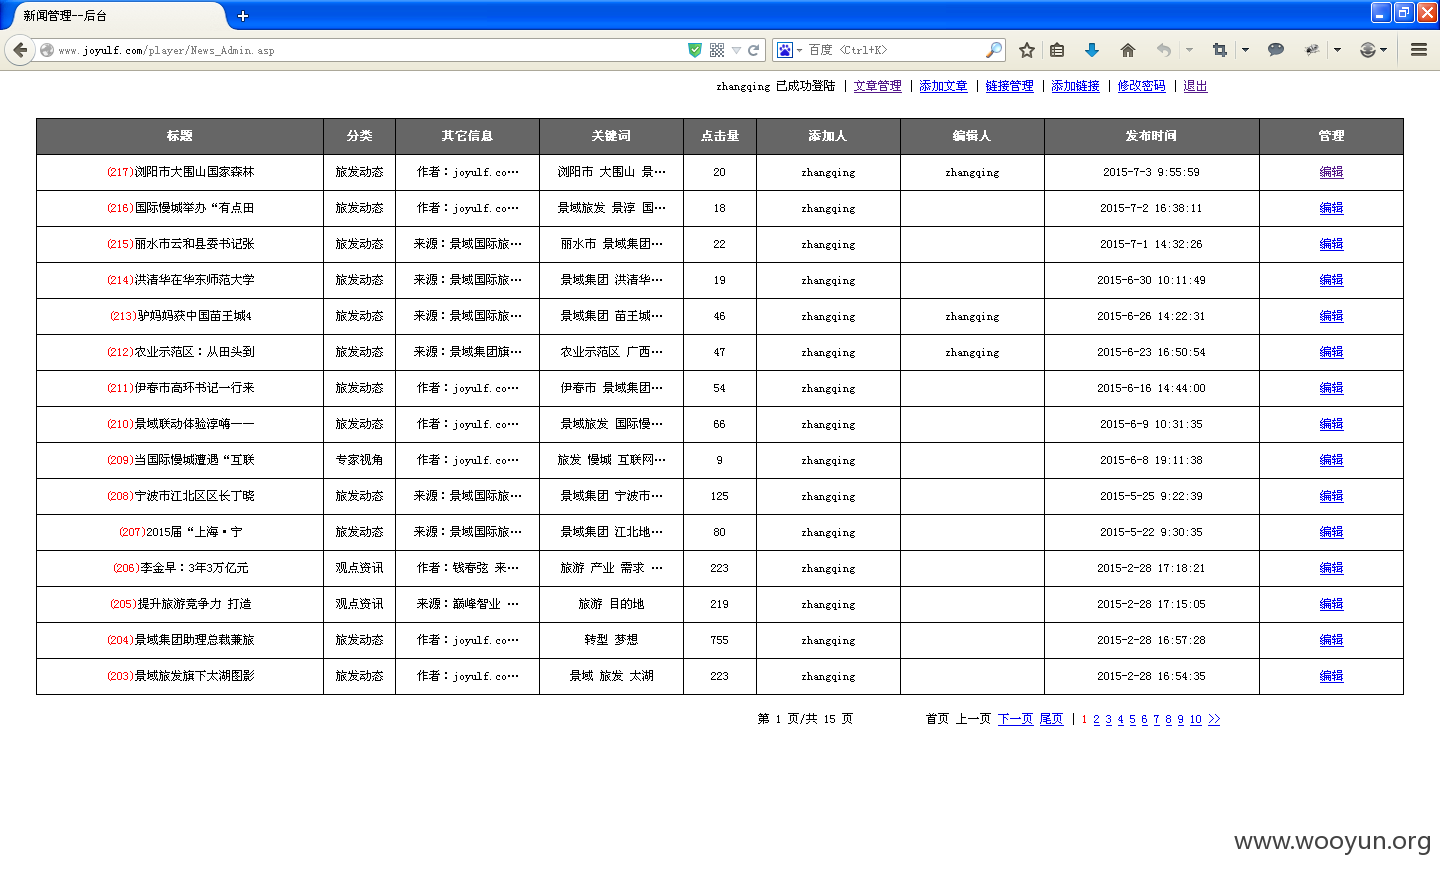 新闻管理--后台
www.joyulf.com/player/News_Admin.asp
百度 <Ctrl+K>
zhangqing 已成功登陆 | 文章管理 | 添加文章 | 链接管理 | 添加链接 | 修改密码 | 退出
标题 分类 其它信息 关键词 点击量 添加人 编辑人 发布时间 管理
(217)浏阳市大围山国家森林 旅发动态 作者：joyulf.co… 浏阳市 大围山 景… 20 zhangqing zhangqing 2015-7-3 9:55:59 编辑
(216)国际慢城举办“有点田 旅发动态 作者：joyulf.co… 景域旅发 景淳 国… 18 zhangqing 2015-7-2 16:38:11 编辑
(215)丽水市云和县委书记张 旅发动态 来源：景域国际旅… 丽水市 景域集团… 22 zhangqing 2015-7-1 14:32:26 编辑
(214)洪清华在华东师范大学 旅发动态 来源：景域国际旅… 景域集团 洪清华… 19 zhangqing 2015-6-30 10:11:49 编辑
(213)驴妈妈获中国苗王城4 旅发动态 来源：景域国际旅… 景域集团 苗王城… 46 zhangqing zhangqing 2015-6-26 14:22:31 编辑
(212)农业示范区：从田头到 旅发动态 来源：景域集团旗… 农业示范区 广西… 47 zhangqing zhangqing 2015-6-23 16:50:54 编辑
(211)伊春市高环书记一行来 旅发动态 作者：joyulf.co… 伊春市 景域集团… 54 zhangqing 2015-6-16 14:44:00 编辑
(210)景域联动体验淳嗨一一 旅发动态 作者：joyulf.co… 景域旅发 国际慢… 66 zhangqing 2015-6-9 10:31:35 编辑
(209)当国际慢城遭遇“互联 专家视角 作者：joyulf.co… 旅发 慢城 互联网… 9 zhangqing 2015-6-8 19:11:38 编辑
(208)宁波市江北区区长丁晓 旅发动态 来源：景域国际旅… 景域集团 宁波市… 125 zhangqing 2015-5-25 9:22:39 编辑
(207)2015届“上海·宁 旅发动态 来源：景域国际旅… 景域集团 江北地… 80 zhangqing 2015-5-22 9:30:35 编辑
(206)李金早：3年3万亿元 观点资讯 作者：钱春弦 来… 旅游 产业 需求 … 223 zhangqing 2015-2-28 17:18:21 编辑
(205)提升旅游竞争力 打造 观点资讯 来源：巅峰智业 … 旅游 目的地 219 zhangqing 2015-2-28 17:15:05 编辑
(204)景域集团助理总裁兼旅 旅发动态 作者：joyulf.co… 转型 梦想 755 zhangqing 2015-2-28 16:57:28 编辑
(203)景域旅发旗下太湖图影 旅发动态 作者：joyulf.co… 景域 旅发 太湖 223 zhangqing 2015-2-28 16:54:35 编辑
第 1 页/共 15 页 首页 上一页 下一页 尾页 | 1 2 3 4 5 6 7 8 9 10 >>
www.wooyun.org